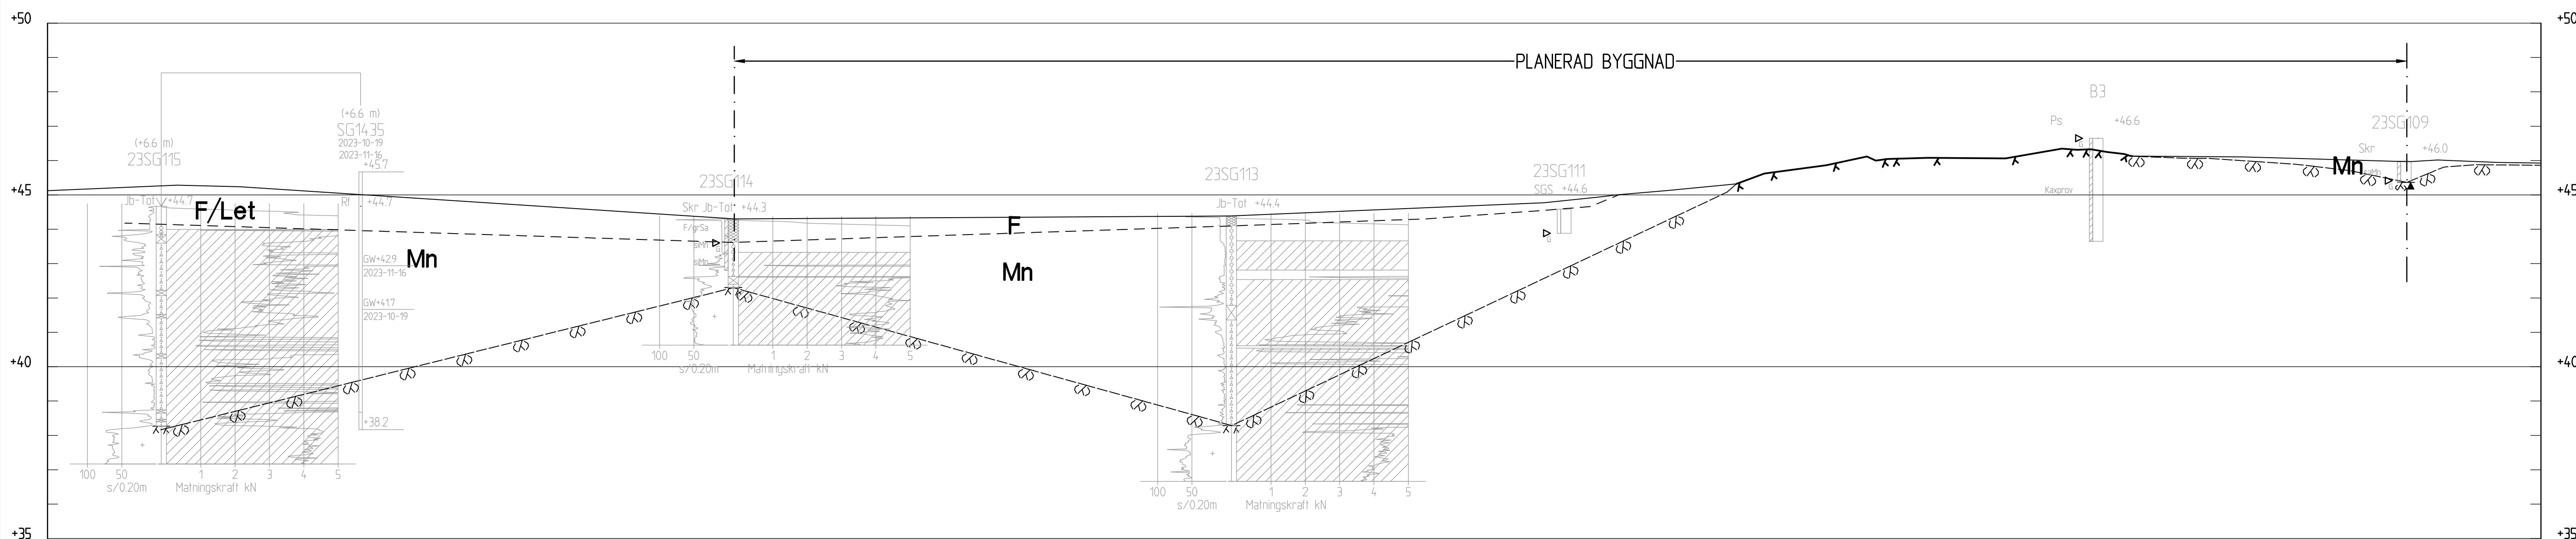 +50
+50
PLANERAD BYGGNAD
B3
(+6.6 m)
SG1435
2023-10-19
2023-11-16
+45.7
Ps
+46.6
23SG109
(+6.6 m)
23SG115
Skr
+46.0
Mn
23SG114
23SG113
23SG111
SGS +44.6
Kaxprov
+45
+45
Jb-Tot
+44.7
F/Let
Rf
+44.7
Skr Jb-Tot +44.3
Jb-Tot +44.4
F/grSa
F
Mn
Mn
GW+42.9
2023-11-16
GW+41.7
2023-10-19
+40
+40
100 50 1 2 3 4 5
s/0.20m Matningskraft kN
+38.2
100 50 1 2 3 4 5
s/0.20m Matningskraft kN
100 50 1 2 3 4 5
s/0.20m Matningskraft kN
+35
+35